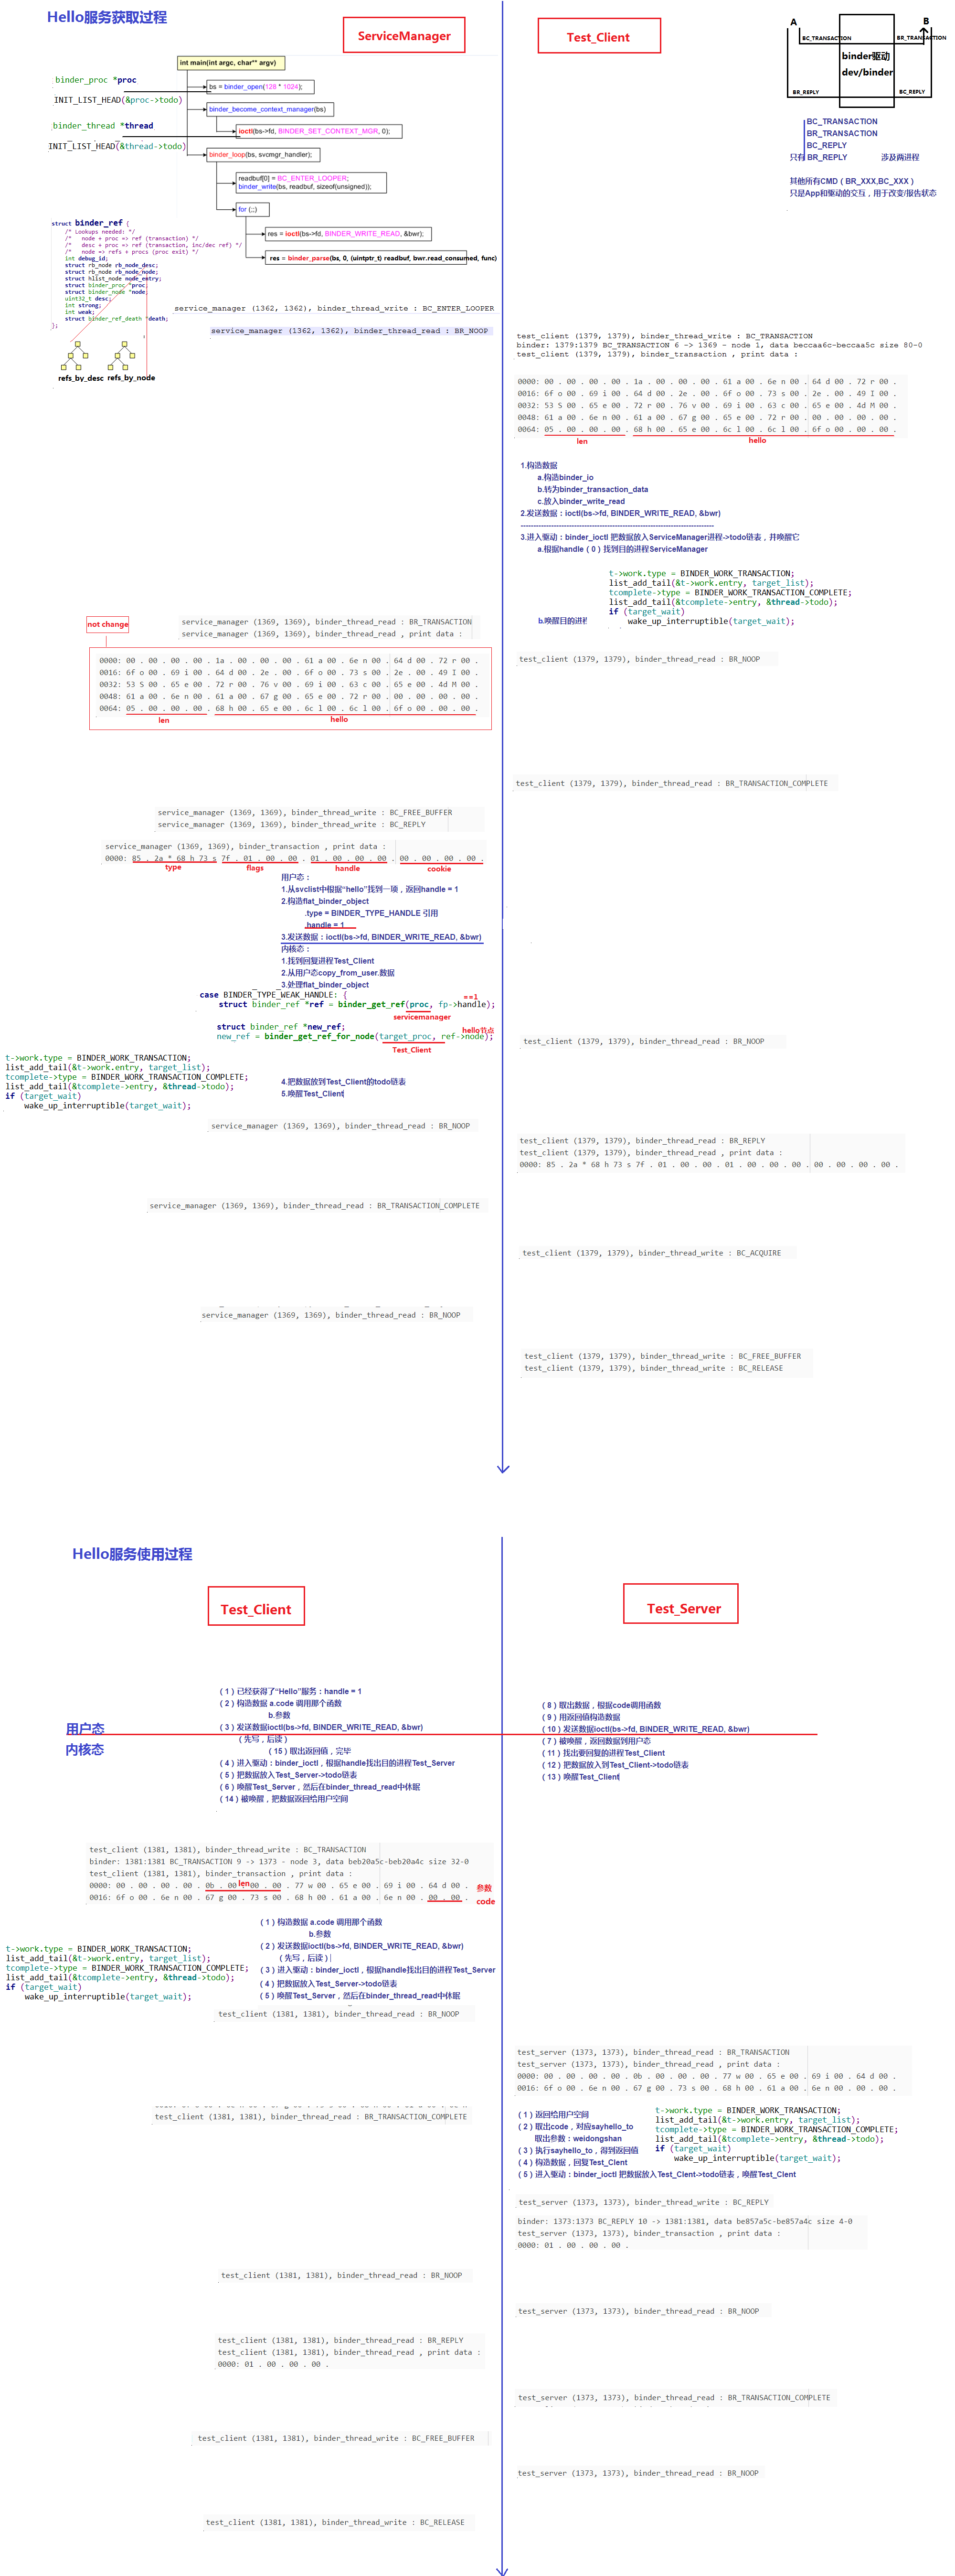 Hello服务获取过程
ServiceManager
Test_Client
A
B
BC_TRANSACTION
BR_TRANSACTION
binder驱动
dev/binder
BR_REPLY
BC_REPLY
BC_TRANSACTION
BR_TRANSACTION
BC_REPLY
只有 BR_REPLY 涉及两进程
其他所有CMD（BR_XXX,BC_XXX）
只是App和驱动的交互，用于改变/报告状态
int main(int argc, char** argv)
bs = binder_open(128 * 1024);
binder_become_context_manager(bs)
ioctl(bs->fd, BINDER_SET_CONTEXT_MGR, 0);
binder_loop(bs, svcmgr_handler);
readbuf[0] = BC_ENTER_LOOPER;
binder_write(bs, readbuf, sizeof(unsigned));
for (;;)
res = ioctl(bs->fd, BINDER_WRITE_READ, &bwr);
res = binder_parse(bs, 0, (uintptr_t) readbuf, bwr.read_consumed, func)
binder_proc *proc
INIT_LIST_HEAD(&proc->todo)
binder_thread *thread
INIT_LIST_HEAD(&thread->todo)
struct binder_ref {
/* Lookups needed: */
/* node + proc => ref (transaction) */
/* desc + proc => ref (transaction, inc/dec ref) */
/* node => refs + procs (proc exit) */
int debug_id;
struct rb_node rb_node_desc;
struct rb_node rb_node_node;
struct hlist_node node_entry;
struct binder_proc *proc;
struct binder_node *node;
uint32_t desc;
int strong;
int weak;
struct binder_ref_death *death;
};
refs_by_desc refs_by_node
service_manager (1362, 1362), binder_thread_write : BC_ENTER_LOOPER
service_manager (1362, 1362), binder_thread_read : BR_NOOP
test_client (1379, 1379), binder_thread_write : BC_TRANSACTION
binder: 1379:1379 BC_TRANSACTION 6 -> 1369 - node 1, data beccaa6c-beccaa5c size 80-0
test_client (1379, 1379), binder_transaction , print data :
0000: 00 . 00 . 00 . 00 . 1a . 00 . 00 . 00 . 61 a 00 . 6e n 00 . 64 d 00 . 72 r 00 .
0016: 6f o 00 . 69 i 00 . 64 d 00 . 2e . 00 . 6f o 00 . 73 s 00 . 2e . 00 . 49 I 00 .
0032: 53 S 00 . 65 e 00 . 72 r 00 . 76 v 00 . 69 i 00 . 63 c 00 . 65 e 00 . 4d M 00 .
0048: 61 a 00 . 6e n 00 . 61 a 00 . 67 g 00 . 65 e 00 . 72 r 00 . 00 . 00 . 00 . 00 .
0064: 05 . 00 . 00 . 00 . 68 h 00 . 65 e 00 . 6c l 00 . 6c l 00 . 6f o 00 . 00 . 00 .
len
hello
1.构造数据
a.构造binder_io
b.转为binder_transaction_data
c.放入binder_write_read
2.发送数据：ioctl(bs->fd, BINDER_WRITE_READ, &bwr)
3.进入驱动：binder_ioctl 把数据放入ServiceManager进程->todo链表，并唤醒它
a.根据handle（0）找到目的进程ServiceManager
t->work.type = BINDER_WORK_TRANSACTION;
list_add_tail(&t->work.entry, target_list);
tcomplete->type = BINDER_WORK_TRANSACTION_COMPLETE;
list_add_tail(&tcomplete->entry, &thread->todo);
if (target_wait)
wake_up_interruptible(target_wait);
b.唤醒目的进程
not change
service_manager (1369, 1369), binder_thread_read : BR_TRANSACTION
service_manager (1369, 1369), binder_thread_read , print data :
0000: 00 . 00 . 00 . 00 . 1a . 00 . 00 . 00 . 61 a 00 . 6e n 00 . 64 d 00 . 72 r 00 .
0016: 6f o 00 . 69 i 00 . 64 d 00 . 2e . 00 . 6f o 00 . 73 s 00 . 2e . 00 . 49 I 00 .
0032: 53 S 00 . 65 e 00 . 72 r 00 . 76 v 00 . 69 i 00 . 63 c 00 . 65 e 00 . 4d M 00 .
0048: 61 a 00 . 6e n 00 . 61 a 00 . 67 g 00 . 65 e 00 . 72 r 00 . 00 . 00 . 00 . 00 .
0064: 05 . 00 . 00 . 00 . 68 h 00 . 65 e 00 . 6c l 00 . 6c l 00 . 6f o 00 . 00 . 00 .
len
hello
test_client (1379, 1379), binder_thread_read : BR_NOOP
test_client (1379, 1379), binder_thread_read : BR_TRANSACTION_COMPLETE
service_manager (1369, 1369), binder_thread_write : BC_FREE_BUFFER
service_manager (1369, 1369), binder_thread_write : BC_REPLY
service_manager (1369, 1369), binder_transaction , print data :
0000: 85 . 2a * 68 h 73 s 7f . 01 . 00 . 00 . 01 . 00 . 00 . 00 . 00 . 00 . 00 . 00 .
type
flags
handle
cookie
用户态：
1.从svclist中根据“hello”找到一项，返回handle = 1
2.构造flat_binder_object
.type = BINDER_TYPE_HANDLE 引用
.handle = 1
3.发送数据：ioctl(bs->fd, BINDER_WRITE_READ, &bwr)
内核态：
1.找到回复进程Test_Client
2.从用户态copy_from_user.数据
3.处理flat_binder_object
case BINDER_TYPE_WEAK_HANDLE: {
==1
struct binder_ref *ref = binder_get_ref(proc, fp->handle);
servicemanager
struct binder_ref *new_ref;
hello节点
new_ref = binder_get_ref_for_node(target_proc, ref->node);
Test_Client
t->work.type = BINDER_WORK_TRANSACTION;
list_add_tail(&t->work.entry, target_list);
tcomplete->type = BINDER_WORK_TRANSACTION_COMPLETE;
list_add_tail(&tcomplete->entry, &thread->todo);
if (target_wait)
wake_up_interruptible(target_wait);
4.把数据放到Test_Client的todo链表
5.唤醒Test_Client
test_client (1379, 1379), binder_thread_read : BR_NOOP
service_manager (1369, 1369), binder_thread_read : BR_NOOP
test_client (1379, 1379), binder_thread_read : BR_REPLY
test_client (1379, 1379), binder_thread_read , print data :
0000: 85 . 2a * 68 h 73 s 7f . 01 . 00 . 00 . 01 . 00 . 00 . 00 . 00 . 00 . 00 . 00 .
service_manager (1369, 1369), binder_thread_read : BR_TRANSACTION_COMPLETE
test_client (1379, 1379), binder_thread_write : BC_ACQUIRE
service_manager (1369, 1369), binder_thread_read : BR_NOOP
test_client (1379, 1379), binder_thread_write : BC_FREE_BUFFER
test_client (1379, 1379), binder_thread_write : BC_RELEASE
Hello服务使用过程
Test_Client
Test_Server
用户态
内核态
（1）已经获得了“Hello”服务：handle = 1
（2）构造数据 a.code 调用那个函数
b.参数
（3）发送数据ioctl(bs->fd, BINDER_WRITE_READ, &bwr)
（先写，后读）
（15）取出返回值，完毕
（4）进入驱动：binder_ioctl，根据handle找出目的进程Test_Server
（5）把数据放入Test_Server->todo链表
（6）唤醒Test_Server，然后在binder_thread_read中休眠
（14）被唤醒，把数据返回给用户空间
（8）取出数据，根据code调用函数
（9）用返回值构造数据
（10）发送数据ioctl(bs->fd, BINDER_WRITE_READ, &bwr)
（7）被唤醒，返回数据到用户态
（11）找出要回复的进程Test_Client
（12）把数据放入到Test_Client->todo链表
（13）唤醒Test_Client
test_client (1381, 1381), binder_thread_write : BC_TRANSACTION
binder: 1381:1381 BC_TRANSACTION 9 -> 1373 - node 3, data beb20a5c-beb20a4c size 32-0
test_client (1381, 1381), binder_transaction , print data :
0000: 00 . 00 . 00 . 00 . 0b . 00 . 00 . 00 . 77 w 00 . 65 e 00 . 69 i 00 . 64 d 00 .
len
参数
0016: 6f o 00 . 6e n 00 . 67 g 00 . 73 s 00 . 68 h 00 . 61 a 00 . 6e n 00 . 00 . 00 .
code
（1）构造数据 a.code 调用那个函数
b.参数
（2）发送数据ioctl(bs->fd, BINDER_WRITE_READ, &bwr)
（先写，后读）
（3）进入驱动：binder_ioctl，根据handle找出目的进程Test_Server
（4）把数据放入Test_Server->todo链表
（5）唤醒Test_Server，然后在binder_thread_read中休眠
t->work.type = BINDER_WORK_TRANSACTION;
list_add_tail(&t->work.entry, target_list);
tcomplete->type = BINDER_WORK_TRANSACTION_COMPLETE;
list_add_tail(&tcomplete->entry, &thread->todo);
if (target_wait)
wake_up_interruptible(target_wait);
test_client (1381, 1381), binder_thread_read : BR_NOOP
test_server (1373, 1373), binder_thread_read : BR_TRANSACTION
test_server (1373, 1373), binder_thread_read , print data :
0000: 00 . 00 . 00 . 00 . 0b . 00 . 00 . 00 . 77 w 00 . 65 e 00 . 69 i 00 . 64 d 00 .
0016: 6f o 00 . 6e n 00 . 67 g 00 . 73 s 00 . 68 h 00 . 61 a 00 . 6e n 00 . 00 . 00 .
test_client (1381, 1381), binder_thread_read : BR_TRANSACTION_COMPLETE
（1）返回给用户空间
（2）取出code，对应sayhello_to
取出参数：weidongshan
（3）执行sayhello_to，得到返回值
（4）构造数据，回复Test_Clent
（5）进入驱动：binder_ioctl 把数据放入Test_Clent->todo链表，唤醒Test_Clent
t->work.type = BINDER_WORK_TRANSACTION;
list_add_tail(&t->work.entry, target_list);
tcomplete->type = BINDER_WORK_TRANSACTION_COMPLETE;
list_add_tail(&tcomplete->entry, &thread->todo);
if (target_wait)
wake_up_interruptible(target_wait);
test_server (1373, 1373), binder_thread_write : BC_REPLY
binder: 1373:1373 BC_REPLY 10 -> 1381:1381, data be857a5c-be857a4c size 4-0
test_server (1373, 1373), binder_transaction , print data :
0000: 01 . 00 . 00 . 00 .
test_client (1381, 1381), binder_thread_read : BR_NOOP
test_server (1373, 1373), binder_thread_read : BR_NOOP
test_client (1381, 1381), binder_thread_read : BR_REPLY
test_client (1381, 1381), binder_thread_read , print data :
0000: 01 . 00 . 00 . 00 .
test_server (1373, 1373), binder_thread_read : BR_TRANSACTION_COMPLETE
test_client (1381, 1381), binder_thread_write : BC_FREE_BUFFER
test_server (1373, 1373), binder_thread_read : BR_NOOP
test_client (1381, 1381), binder_thread_write : BC_RELEASE